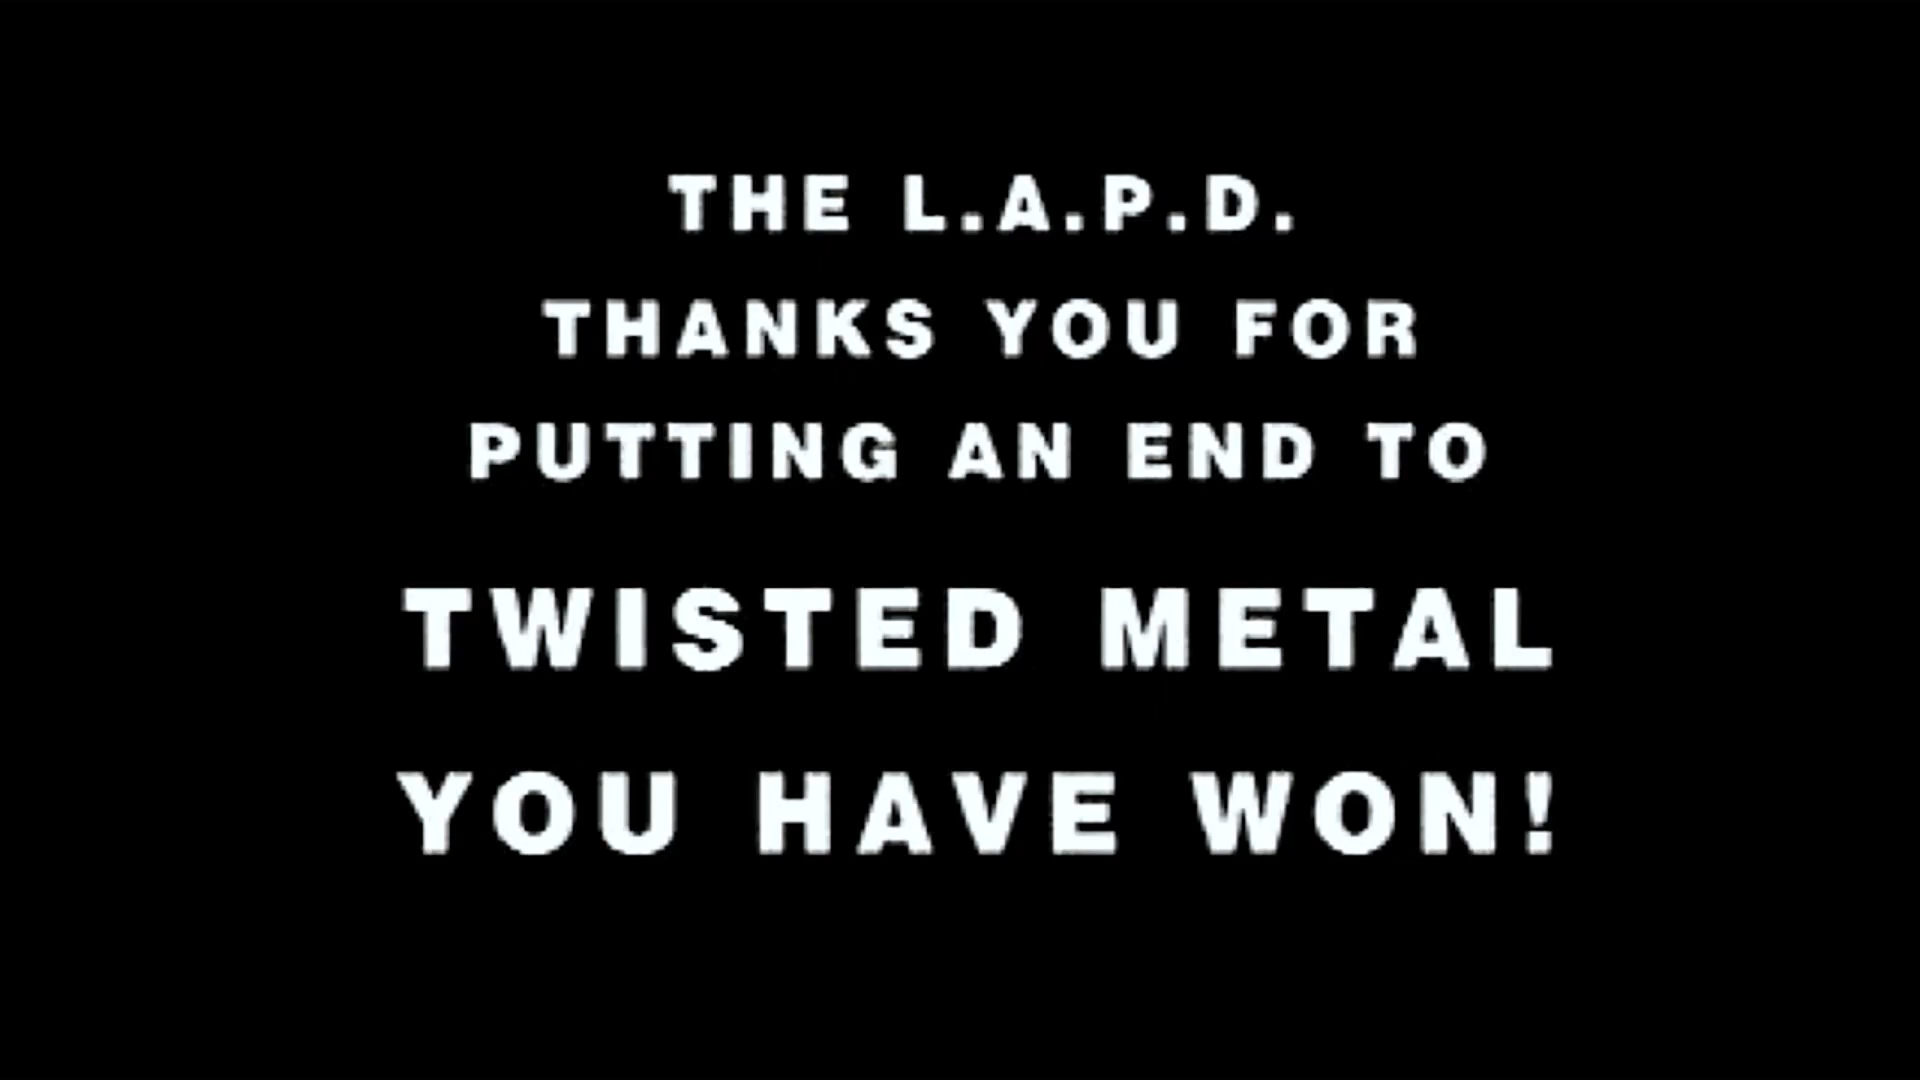 THE L.A.P.D.
THANKS YOU FOR
PUTTING AN END TO
TWISTED METAL
YOU HAVE WON!